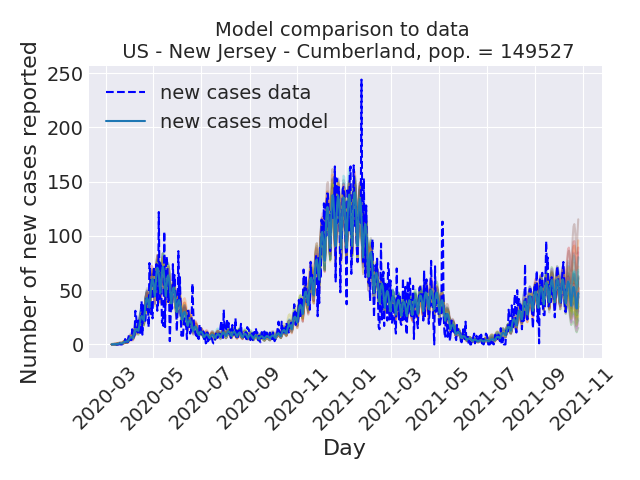 Model comparison to data
US - New Jersey - Cumberland, pop. = 149527
Number of new cases reported
250
200
150
100
50
0
new cases data
new cases model
2020-03
2020-05
2020-07
2020-09
2020-11
2021-01
2021-03
2021-05
2021-07
2021-09
2021-11
Day